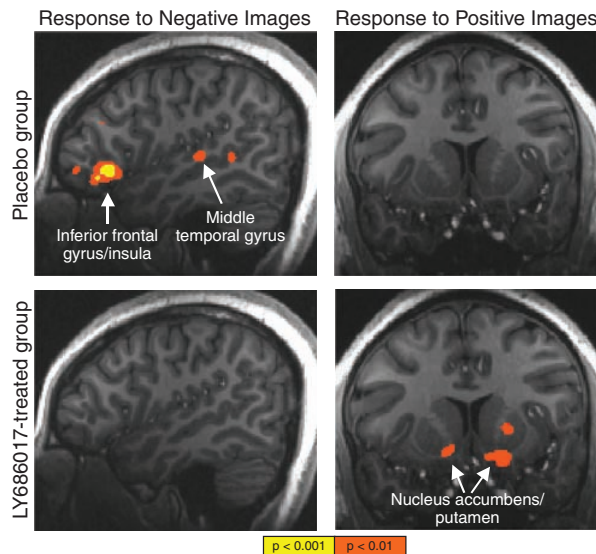 Response to Negative Images
Response to Positive Images
Placebo group
Inferior frontal
gyrus/insula
Middle
temporal gyrus
LY686017-treated group
Nucleus accumbens/
putamen
p < 0.001
p < 0.01